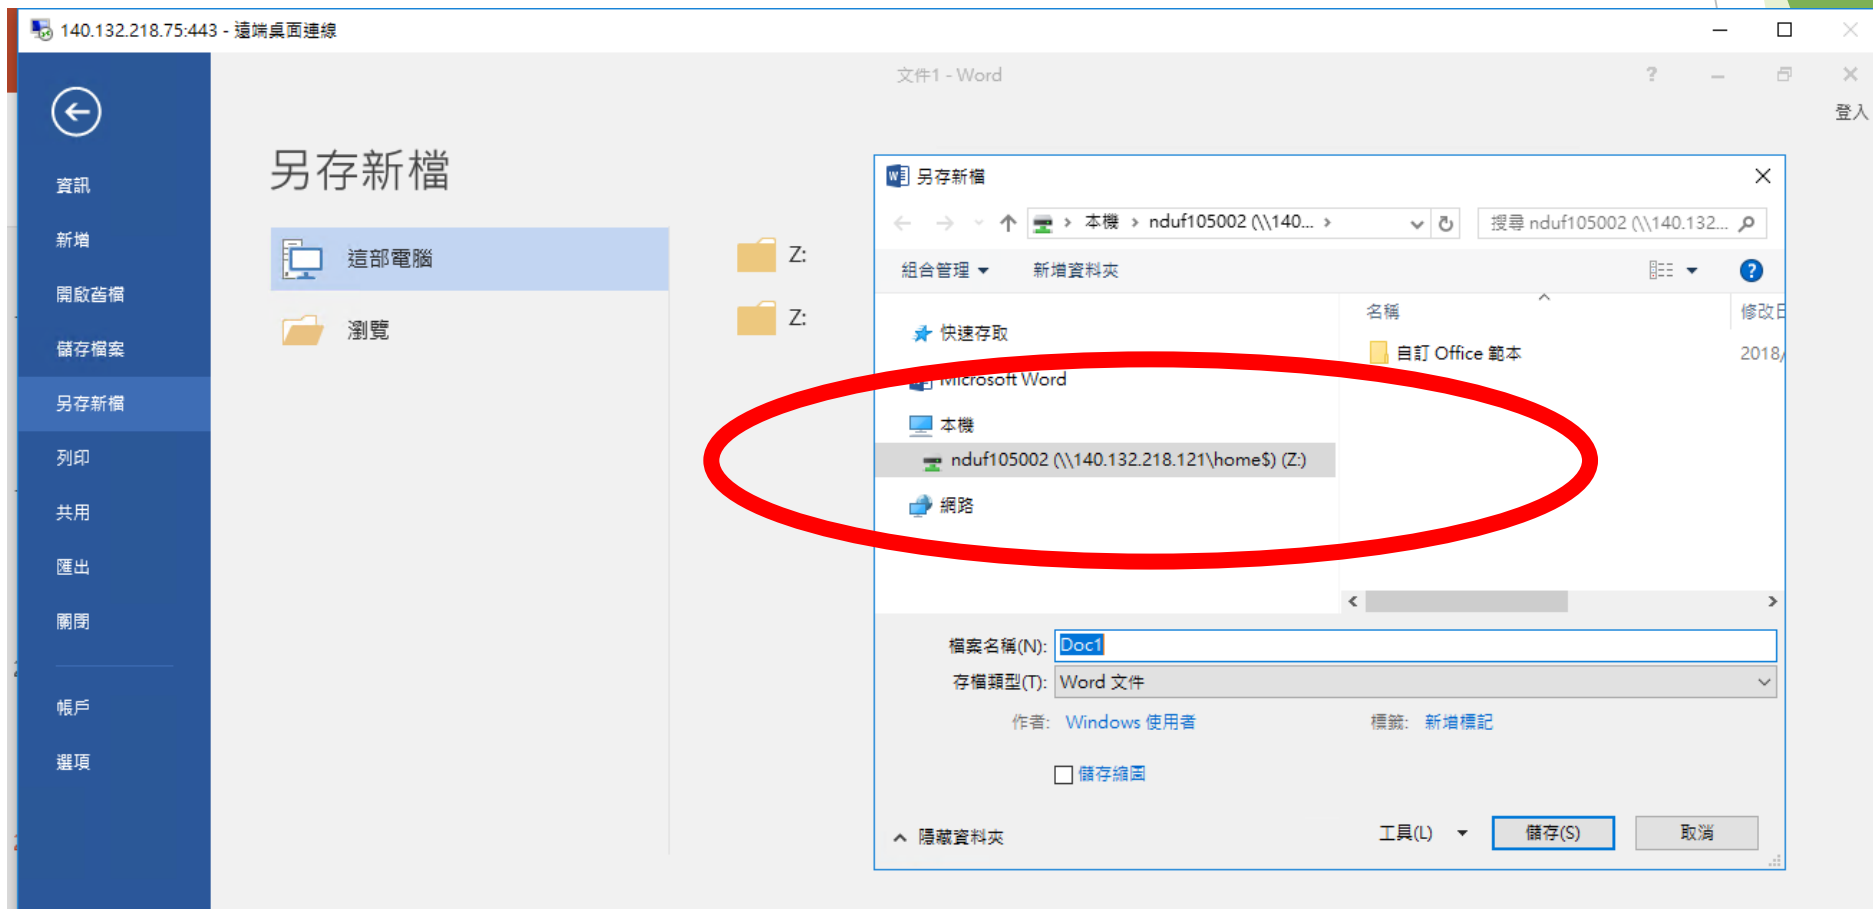 140.132.218.75:443 - 遠端桌面連線
文件1 - Word
登入
資訊
新增
開啟舊檔
儲存檔案
另存新檔
列印
共用
匯出
關閉
帳戶
選項
另存新檔
這部電腦
瀏覽
Z:
Z:
另存新檔
本機 > nduf105002 (\\140... >
搜尋 nduf105002 (\\140.132...
組合管理
新增資料夾
快速存取
Microsoft Word
本機
nduf105002 (\\140.132.218.121\home$) (Z:)
網路
名稱
修改日
自訂 Office 範本
2018/
檔案名稱(N): Doc1
存檔類型(T): Word 文件
作者: Windows 使用者
標籤: 新增標記
儲存縮圖
隱藏資料夾
工具(L)
儲存(S)
取消